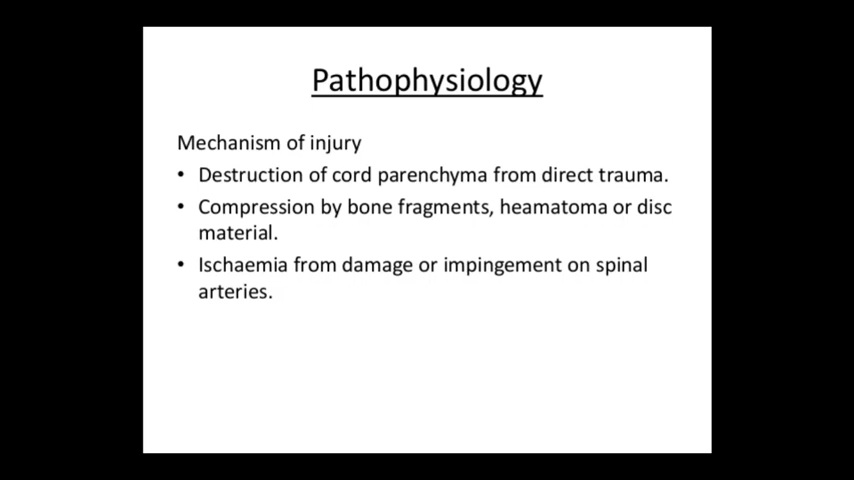 Pathophysiology
Mechanism of injury
• Destruction of cord parenchyma from direct trauma.
• Compression by bone fragments, heamatoma or disc
material.
• Ischaemia from damage or impingement on spinal
arteries.